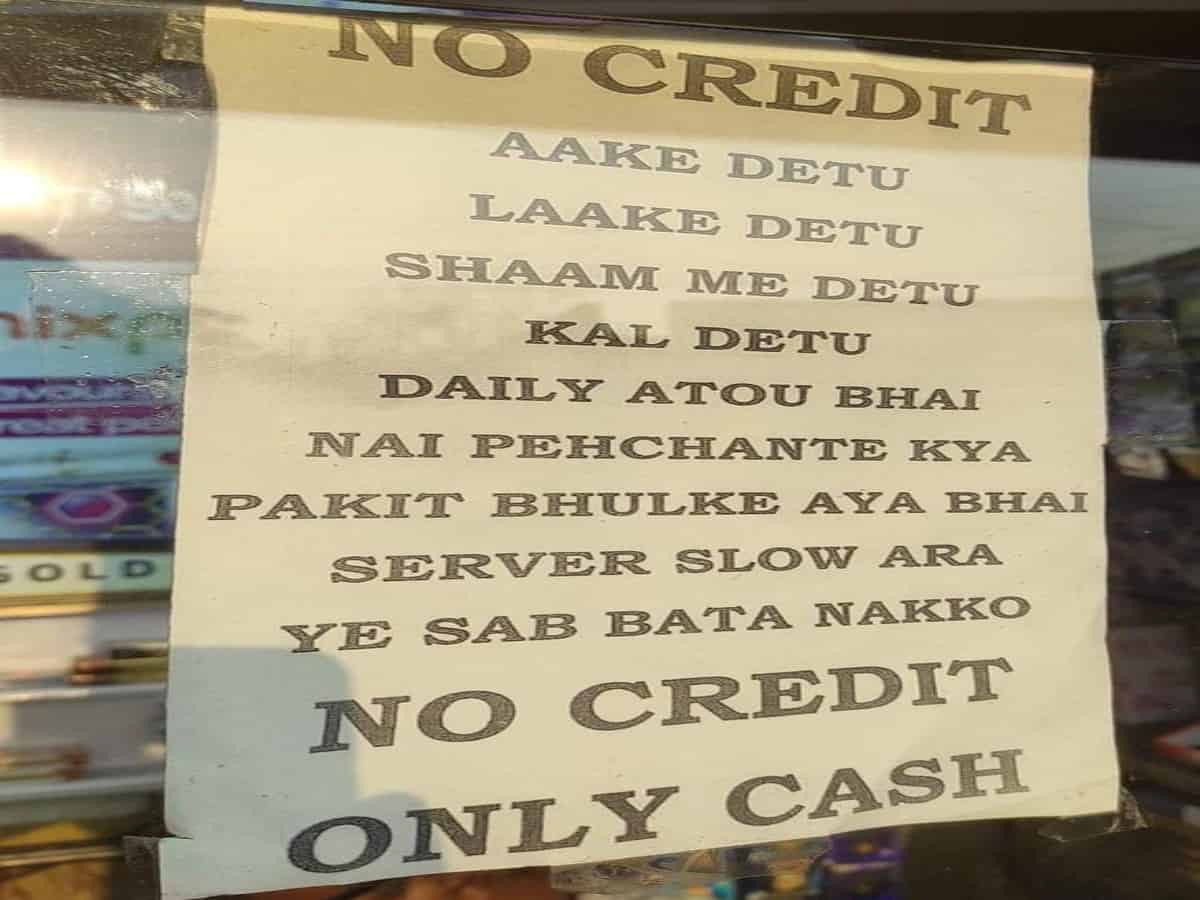 NO CREDIT
AAKE DETU
LAAKE DETU
SHAAM ME DETU
KAL DETU
DAILY ATOU BHAI
NAI PEHCHANTE KYA
PAKIT BHULKE AYA BHAI
SERVER SLOW ARA
YE SAB BATA NAKKO
NO CREDIT
ONLY CASH
GOLD